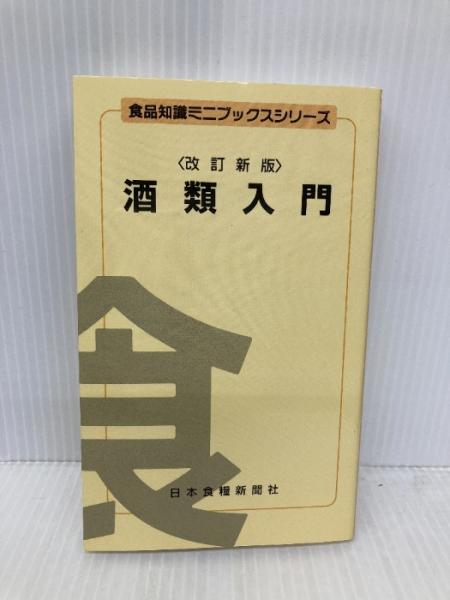 食品知識ミニブックスシリーズ
〈改訂新版〉
酒類入門
食
日本食糧新聞社